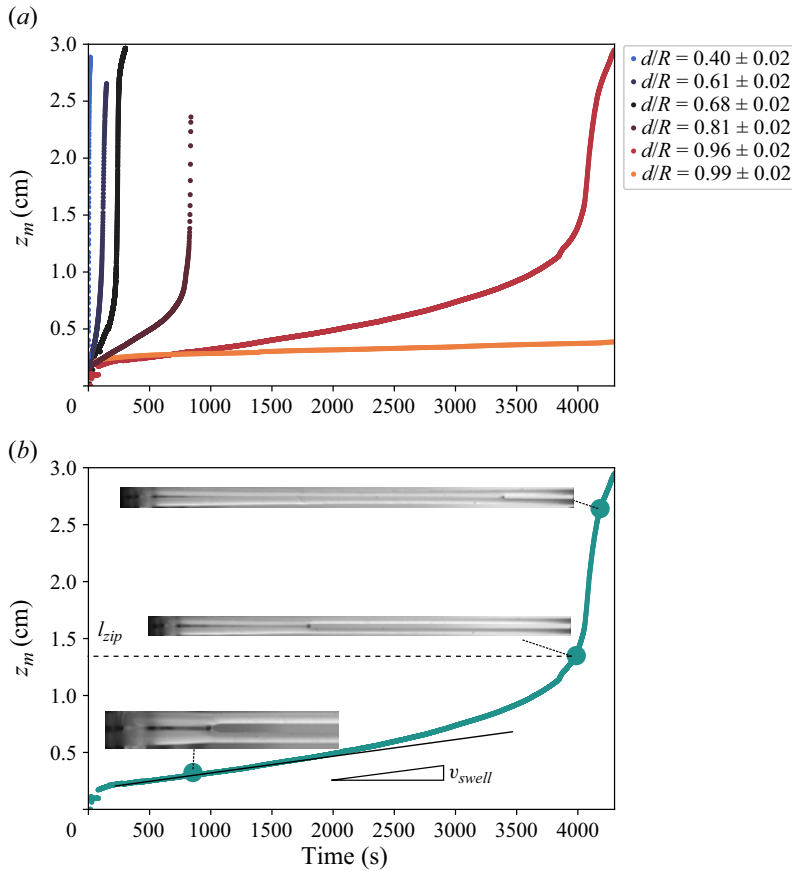 (a)
3.0
2.5
2.0
1.5
1.0
0.5
z_m (cm)
0 500 1000 1500 2000 2500 3000 3500 4000
d/R = 0.40 ± 0.02
d/R = 0.61 ± 0.02
d/R = 0.68 ± 0.02
d/R = 0.81 ± 0.02
d/R = 0.96 ± 0.02
d/R = 0.99 ± 0.02
(b)
3.0
2.5
2.0
1.5
1.0
0.5
z_m (cm)
l_zip
v_swell
0 500 1000 1500 2000 2500 3000 3500 4000
Time (s)